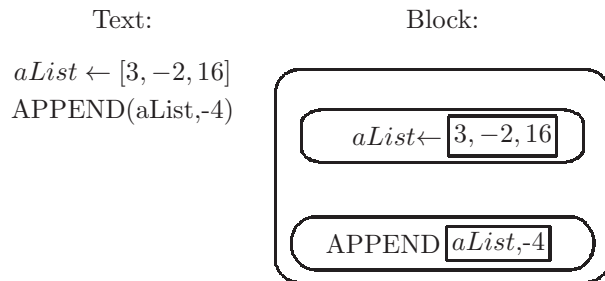 Text:
aList ← [3, −2, 16]
APPEND(aList,-4)
Block:
aList← 3, −2, 16
APPEND aList,-4